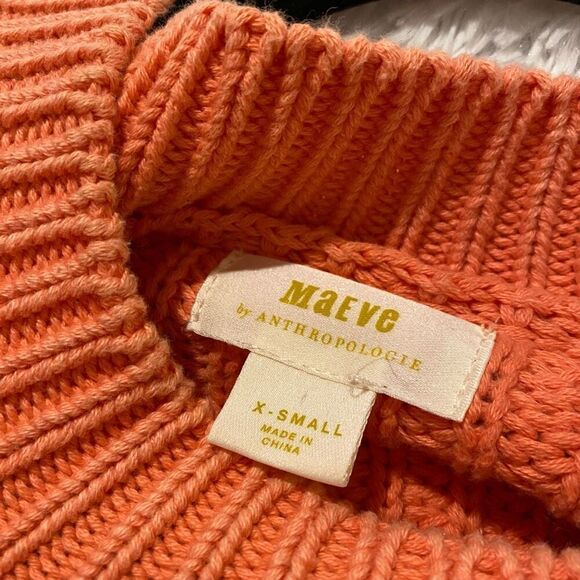 MaEve
by ANTHROPOLOGIE
X-SMALL
MADE IN
CHINA